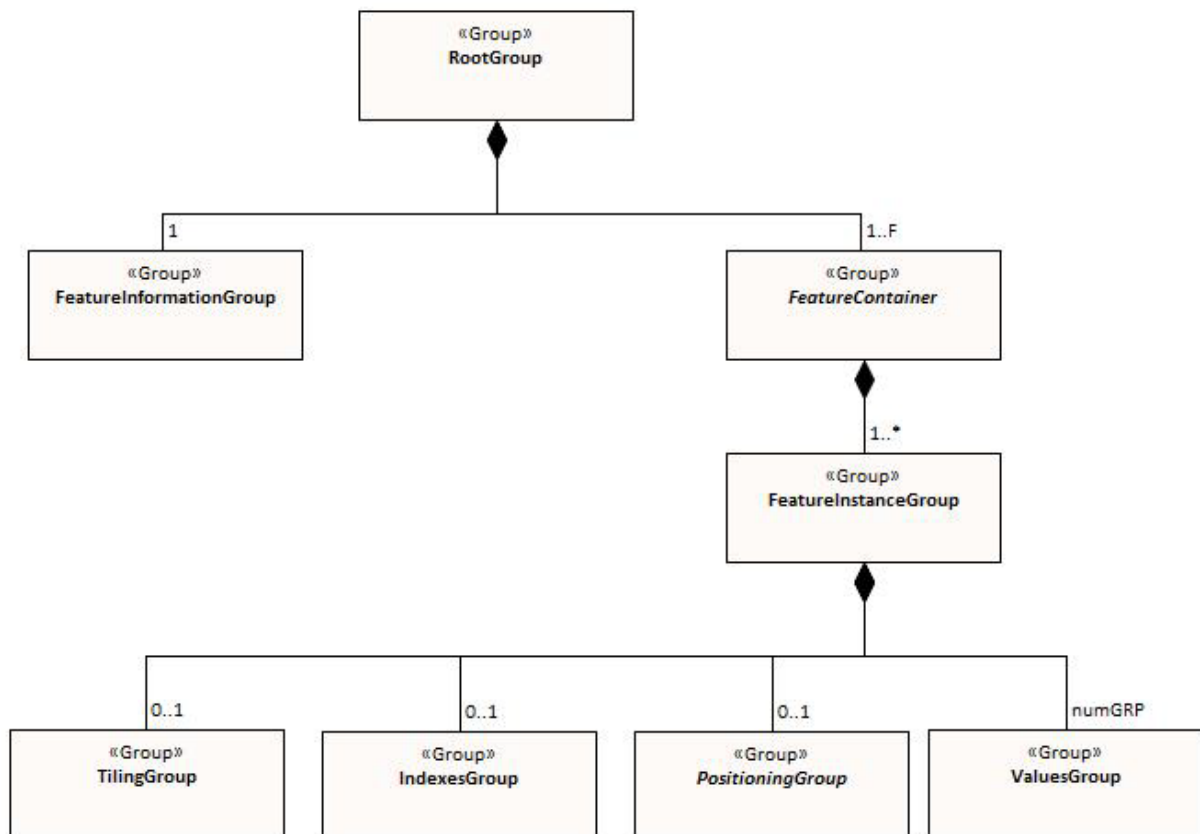 «Group»
RootGroup
1
1..F
«Group»
FeatureInformationGroup
«Group»
FeatureContainer
1..*
«Group»
FeatureInstanceGroup
0..1
0..1
0..1
numGRP
«Group»
TilingGroup
«Group»
IndexesGroup
«Group»
PositioningGroup
«Group»
ValuesGroup